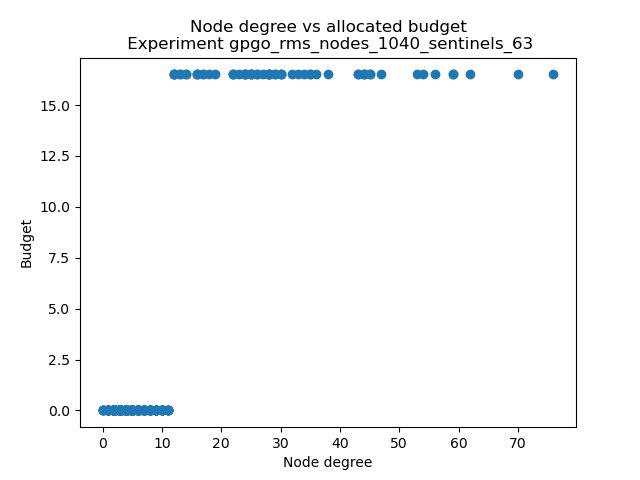 Node degree vs allocated budget
Experiment gpgo_rms_nodes_1040_sentinels_63
15.0
12.5
10.0
7.5
5.0
2.5
0.0
Budget
0 10 20 30 40 50 60 70
Node degree